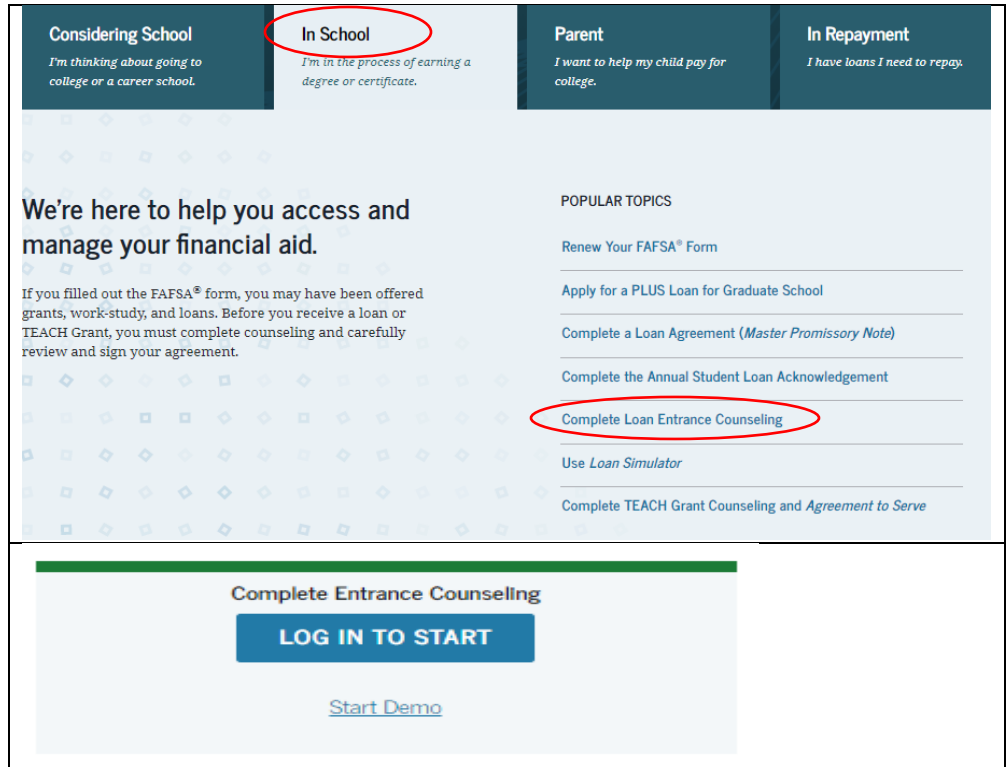 Considering School
I'm thinking about going to
college or a career school.
In School
I'm in the process of earning a
degree or certificate.
Parent
I want to help my child pay for
college.
In Repayment
I have loans I need to repay.
We're here to help you access and
manage your financial aid.
If you filled out the FAFSA® form, you may have been offered
grants, work-study, and loans. Before you receive a loan or
TEACH Grant, you must complete counseling and carefully
review and sign your agreement.
POPULAR TOPICS
Renew Your FAFSA® Form
Apply for a PLUS Loan for Graduate School
Complete a Loan Agreement (Master Promissory Note)
Complete the Annual Student Loan Acknowledgement
Complete Loan Entrance Counseling
Use Loan Simulator
Complete TEACH Grant Counseling and Agreement to Serve
Complete Entrance Counseling
LOG IN TO START
Start Demo